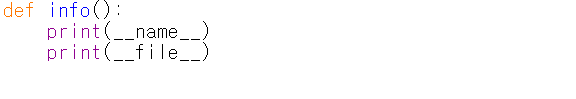 def info():
    print(__name__)
    print(__file__)